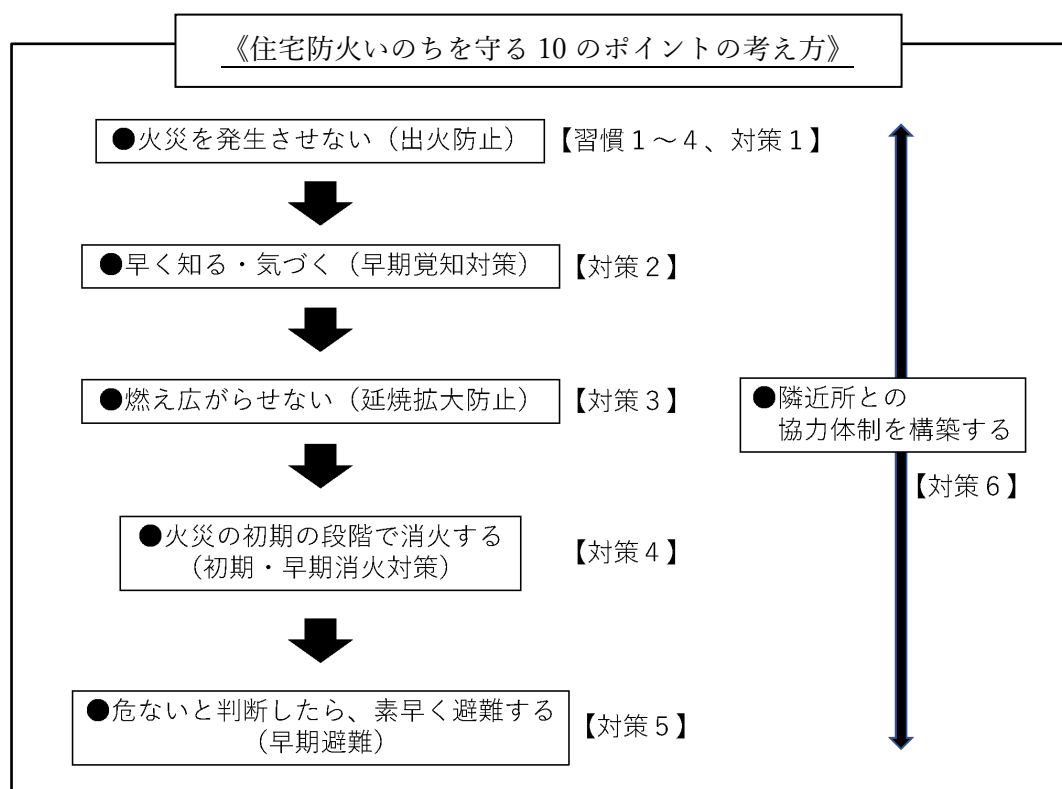 《住宅防火いのちを守る 10 のポイントの考え方》
●火災を発生させない（出火防止）
【習慣１～４、対策１】
●早く知る・気づく（早期覚知対策）
【対策２】
●燃え広がらせない（延焼拡大防止）
【対策３】
●隣近所との
協力体制を構築する
【対策６】
●火災の初期の段階で消火する
（初期・早期消火対策）
【対策４】
●危ないと判断したら、素早く避難する
（早期避難）
【対策５】